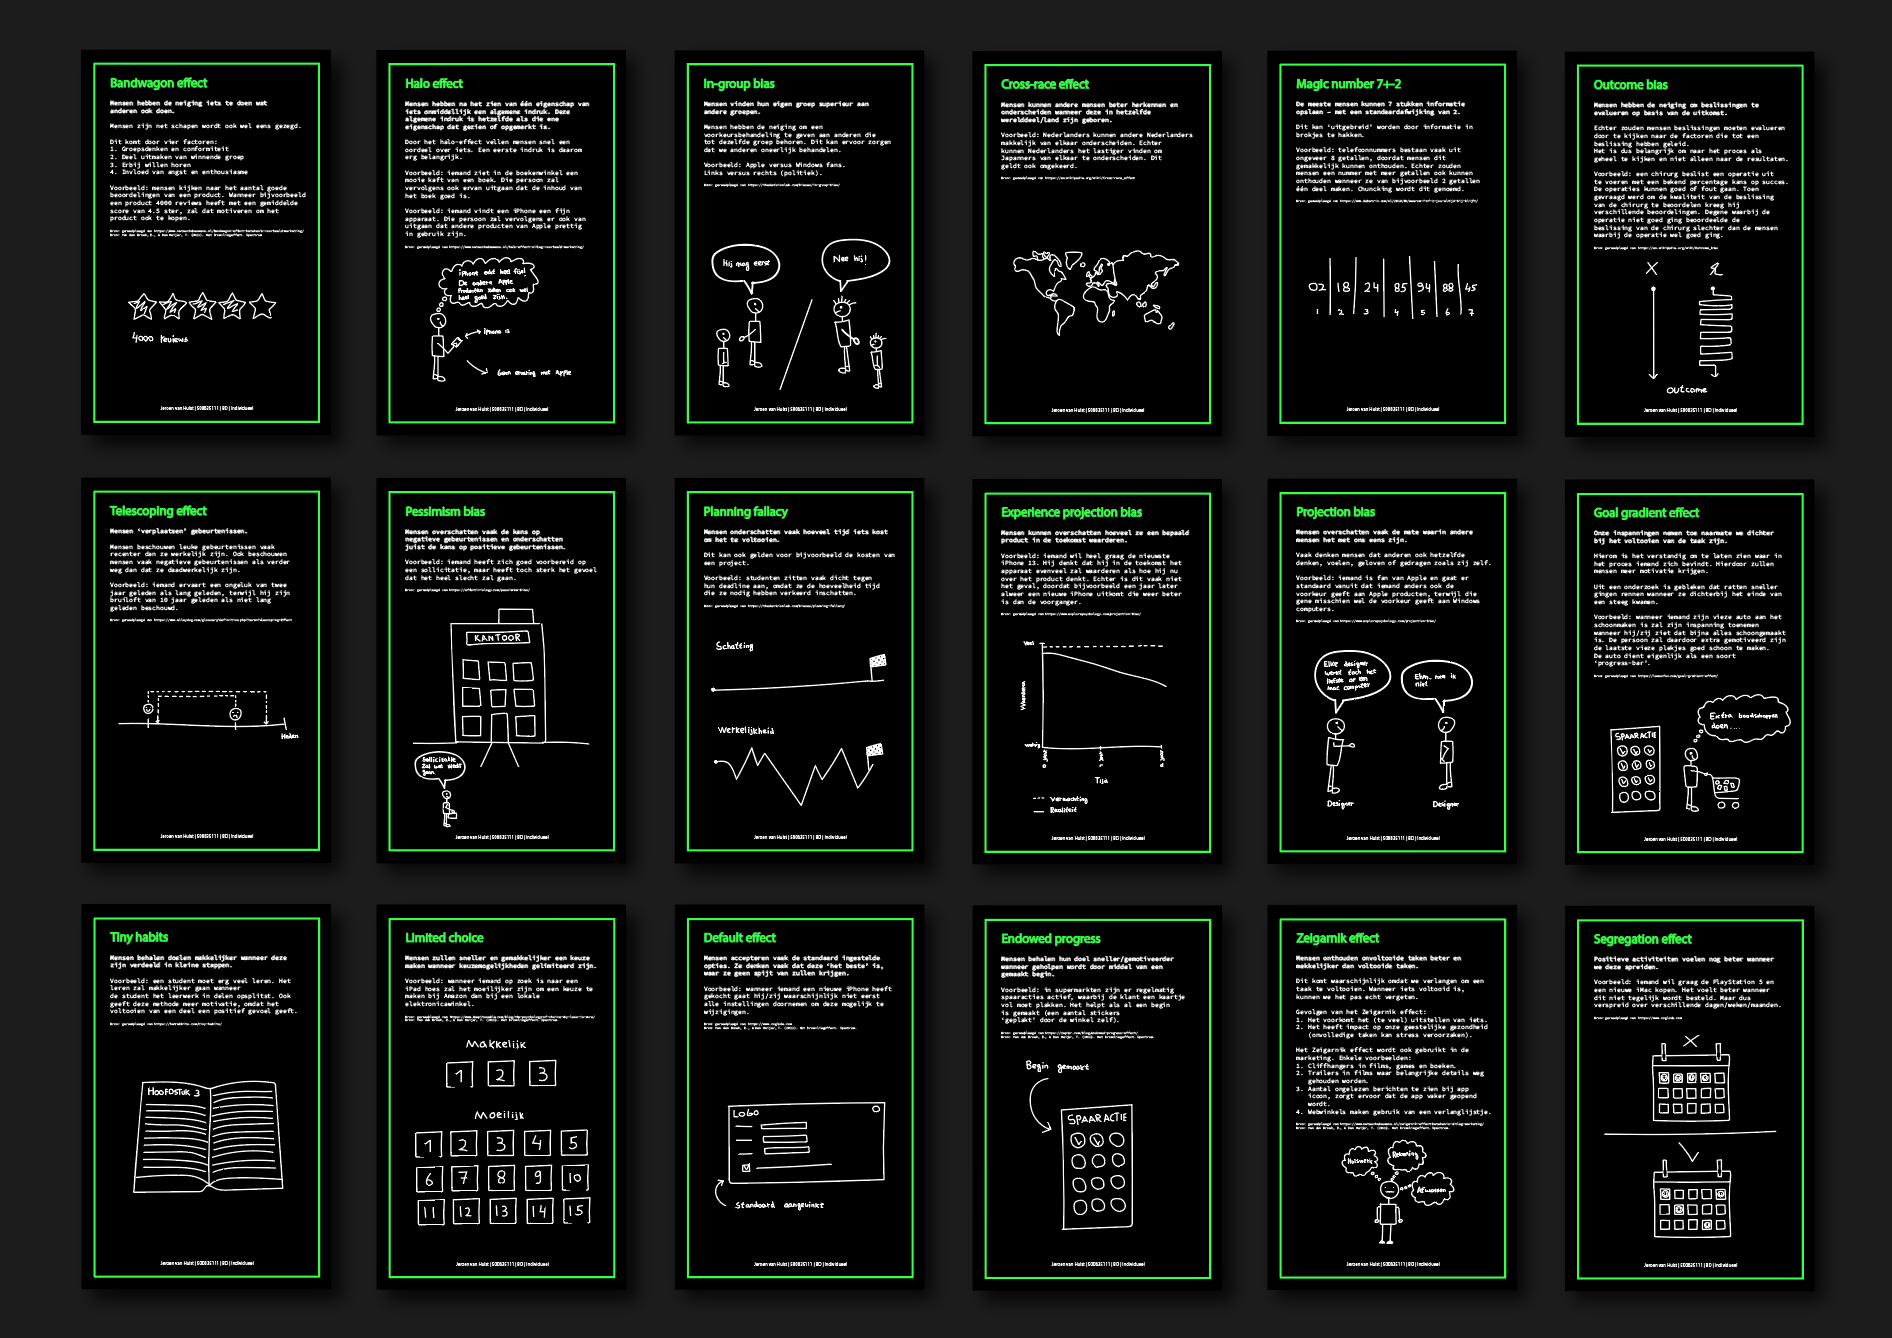 Bandwagon effect
Mensen hebben de neiging iets te doen wat
anderen ook doen.
Mensen zijn net schapen wordt ook wel eens gezegd.
Dit komt door vier factoren:
1. Groepsdenken en conformiteit
2. Deel uitmaken van winnende groep
3. Erbij willen horen
4. Invloed van angst en enthousiasme
Voorbeeld: mensen kijken naar het aantal goede
beoordelingen van een product. Wanneer bijvoorbeeld
een product 4000 reviews heeft met een gemiddelde
score van 4.5 ster, zal dat motiveren om het
product ook te kopen.
4000 reviews
Jeroen van Hulst | 500835111 | BD | Individueel
Halo effect
Mensen hebben na het zien van één eigenschap van
iets onmiddellijk een algemene indruk. Deze
algemene indruk is hetzelfde als die ene
eigenschap dat gezien of opgemerkt is.
Door het halo-effect vellen mensen snel een
oordeel over iets. Een eerste indruk is daarom
erg belangrijk.
Voorbeeld: iemand ziet in de boekenwinkel een
mooie kaft van een boek. Die persoon zal
vervolgens ook ervan uitgaan dat de inhoud van
het boek goed is.
Voorbeeld: iemand vindt een iPhone een fijn
apparaat. Die persoon zal vervolgens er ook van
uitgaan dat andere producten van Apple prettig
in gebruik zijn.
iPhone echt heel fijn!
De andere Apple
Producten zullen ook wel
heel goed zijn.
iPhone 13
Geen ervaring met Apple
Jeroen van Hulst | 500835111 | BD | Individueel
In-group bias
Mensen vinden hun eigen groep superieur aan
andere groepen.
Mensen hebben de neiging om een
voorkeursbehandeling te geven aan anderen die
tot dezelfde groep behoren. Dit kan ervoor zorgen
dat we anderen oneerlijk behandelen.
Voorbeeld: Apple versus Windows fans.
Links versus rechts (politiek).
Hij mag eerst
Nee hij!
Jeroen van Hulst | 500835111 | BD | Individueel
Cross-race effect
Mensen kunnen andere mensen beter herkennen en
onderscheiden wanneer deze in hetzelfde
werelddeel/land zijn geboren.
Voorbeeld: Nederlanders kunnen andere Nederlanders
makkelijk van elkaar onderscheiden. Echter
kunnen Nederlanders het lastiger vinden om
Japanners van elkaar te onderscheiden. Dit
geldt ook omgekeerd.
Jeroen van Hulst | 500835111 | BD | Individueel
Magic number 7+-2
De meeste mensen kunnen 7 stukken informatie
opslaan - met een standaardafwijking van 2.
Dit kan 'uitgebreid' worden door informatie in
brokjes te hakken.
Voorbeeld: telefoonnummers bestaan vaak uit
ongeveer 8 getallen, doordat mensen dit
gemakkelijk kunnen onthouden. Echter zouden
mensen een nummer met meer getallen ook kunnen
onthouden wanneer ze van bijvoorbeeld 2 getallen
één deel maken. Chuncking wordt dit genoemd.
02 18 24 85 94 88 45
1 2 3 4 5 6 7
Jeroen van Hulst | 500835111 | BD | Individueel
Outcome bias
Mensen hebben de neiging om beslissingen te
evalueren op basis van de uitkomst.
Echter zouden mensen beslissingen moeten evalueren
door te kijken naar de factoren die tot een
beslissing hebben geleid.
Het is dus belangrijk om naar het proces als
geheel te kijken en niet alleen naar de resultaten.
Voorbeeld: een chirurg beslist een operatie uit
te voeren met een bekend percentage kans op succes.
De operaties kunnen goed of fout gaan. Toen
gevraagd werd om de kwaliteit van de beslissing
van de chirurg te beoordelen kreeg hij
verschillende beoordelingen. Degene waarbij de
operatie niet goed ging beoordeelde de
beslissing van de chirurg slechter dan de mensen
waarbij de operatie wel goed ging.
outcome
Jeroen van Hulst | 500835111 | BD | Individueel
Telescoping effect
Mensen 'verplaatsen' gebeurtenissen.
Mensen beschouwen leuke gebeurtenissen vaak
recenter dan ze werkelijk zijn. Ook beschouwen
mensen vaak negatieve gebeurtenissen als verder
weg dan dat ze daadwerkelijk zijn.
Voorbeeld: iemand ervaart een ongeluk van twee
jaar geleden als lang geleden, terwijl hij zijn
bruiloft van 10 jaar geleden als niet lang
geleden beschouwd.
Heden
Jeroen van Hulst | 500835111 | BD | Individueel
Pessimism bias
Mensen overschatten vaak de kans op
negatieve gebeurtenissen en onderschatten
juist de kans op positieve gebeurtenissen.
Voorbeeld: iemand heeft zich goed voorbereid op
een sollicitatie, maar heeft toch sterk het gevoel
dat het heel slecht zal gaan.
KANTOOR
Sollicitatie
Zal wel slecht
gaan.
Jeroen van Hulst | 500835111 | BD | Individueel
Planning fallacy
Mensen onderschatten vaak hoeveel tijd iets kost
om het te voltooien.
Dit kan ook gelden voor bijvoorbeeld de kosten van
een project.
Voorbeeld: studenten zitten vaak dicht tegen
hun deadline aan, omdat ze de hoeveelheid tijd
die ze nodig hebben verkeerd inschatten.
Schatting
Werkelijkheid
Jeroen van Hulst | 500835111 | BD | Individueel
Experience projection bias
Mensen kunnen overschatten hoeveel ze een bepaald
product in de toekomst waarderen.
Voorbeeld: iemand wil heel graag de nieuwste
iPhone 13. Hij denkt dat hij in de toekomst het
apparaat evenveel zal waarderen als hoe hij nu
over het product denkt. Echter is dit vaak niet
het geval, doordat bijvoorbeeld een jaar later
alweer een nieuwe iPhone uitkomt die weer beter
is dan de voorganger.
Veel
Waarderen
weinig
Tijd
Verwachting
Realiteit
Jeroen van Hulst | 500835111 | BD | Individueel
Projection bias
Mensen overschatten vaak de mate waarin andere
mensen het met ons eens zijn.
Vaak denken mensen dat anderen ook hetzelfde
denken, voelen, geloven of gedragen zoals zij zelf.
Voorbeeld: iemand is fan van Apple en gaat er
standaard vanuit dat iemand anders ook de
voorkeur geeft aan Apple producten, terwijl die
gene misschien wel de voorkeur geeft aan Windows
computers.
Elke designer
werkt toch het
liefste op een
Mac computer
Ehm, nee ik
niet
Designer
Designer
Jeroen van Hulst | 500835111 | BD | Individueel
Goal gradient effect
Onze inspanningen nemen toe naarmate we dichter
bij het voltooien van de taak zijn.
Hierom is het verstandig om te laten zien waar in
het proces iemand zich bevindt. Hierdoor zullen
mensen meer motivatie krijgen.
Uit een onderzoek is gebleken dat ratten sneller
gingen rennen wanneer ze dichterbij het einde van
een steeg kwamen.
Voorbeeld: wanneer iemand zijn vieze auto aan het
schoonmaken is zal zijn inspanning toenemen
wanneer hij/zij ziet dat bijna alles schoongemaakt
is. De persoon zal daardoor extra gemotiveerd zijn
de laatste vieze plekjes goed schoon te maken.
De auto dient eigenlijk als een soort
'progress-bar'.
Extra boodschappen
doen....
SPAARACTIE
Jeroen van Hulst | 500835111 | BD | Individueel
Tiny habits
Mensen behalen doelen makkelijker wanneer deze
zijn verdeeld in kleine stappen.
Voorbeeld: een student moet erg veel leren. Het
leren zal makkelijker gaan wanneer
de student het leerwerk in delen opsplitst. Ook
geeft deze methode meer motivatie, omdat het
voltooien van een deel een positief gevoel geeft.
HOOFDSTUK 3
Jeroen van Hulst | 500835111 | BD | Individueel
Limited choice
Mensen zullen sneller en gemakkelijker een keuze
maken wanneer keuzemogelijkheden gelimiteerd zijn.
Voorbeeld: wanneer iemand op zoek is naar een
iPad hoes zal het moeilijker zijn om een keuze te
maken bij Amazon dan bij een lokale
elektronicawinkel.
Makkelijk
1 2 3
Moeilijk
1 2 3 4 5
6 7 8 9 10
11 12 13 14 15
Jeroen van Hulst | 500835111 | BD | Individueel
Default effect
Mensen accepteren vaak de standaard ingestelde
opties. Ze denken vaak dat deze 'het beste' is,
waar ze geen spijt van zullen krijgen.
Voorbeeld: wanneer iemand een nieuwe iPhone heeft
gekocht gaat hij/zij waarschijnlijk niet eerst
alle instellingen doornemen om deze mogelijk te
wijzigingen.
LOGO
Standaard aangevinkt
Jeroen van Hulst | 500835111 | BD | Individueel
Endowed progress
Mensen behalen hun doel sneller/gemotiveerder
wanneer geholpen wordt door middel van een
gemaakt begin.
Voorbeeld: in supermarkten zijn er regelmatig
spaaracties actief, waarbij de klant een kaartje
vol moet plakken. Het helpt als al een begin
is gemaakt (een aantal stickers
'geplakt' door de winkel zelf).
Begin gemaakt
SPAARACTIE
Jeroen van Hulst | 500835111 | BD | Individueel
Zeigarnik effect
Mensen onthouden onvoltooide taken beter en
makkelijker dan voltooide taken.
Dit komt waarschijnlijk omdat we verlangen om een
taak te voltooien. Wanneer iets voltooid is,
kunnen we het pas echt vergeten.
Gevolgen van het Zeigarnik effect:
1. Het voorkomt het (te veel) uitstellen van iets.
2. Het heeft impact op onze geestelijke gezondheid
(onvolledige taken kan stress veroorzaken).
Het Zeigarnik effect wordt ook gebruikt in de
marketing. Enkele voorbeelden:
1. Cliffhangers in films, games en boeken.
2. Trailers in films waar belangrijke details weg
gehouden worden.
3. Aantal ongelezen berichten te zien bij app
icoon, zorgt ervoor dat de app vaker geopend
wordt.
4. Webwinkels maken gebruik van een verlanglijstje.
Huiswerk
Rekening
Afwassen
Jeroen van Hulst | 500835111 | BD | Individueel
Segregation effect
Positieve activiteiten voelen nog beter wanneer
we deze spreiden.
Voorbeeld: iemand wil graag de PlayStation 5 en
een nieuwe iMac kopen. Het voelt beter wanneer
dit niet tegelijk wordt besteld. Maar dus
verspreid over verschillende dagen/weken/maanden.
Jeroen van Hulst | 500835111 | BD | Individueel